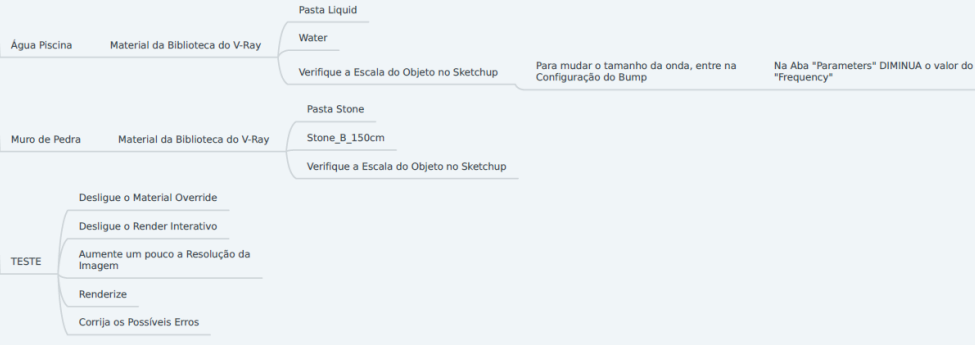 Água Piscina
Material da Biblioteca do V-Ray
Pasta Liquid
Water
Verifique a Escala do Objeto no Sketchup
Para mudar o tamanho da onda, entre na
Configuração do Bump
Na Aba "Parameters" DIMINUA o valor do
"Frequency"
Muro de Pedra
Material da Biblioteca do V-Ray
Pasta Stone
Stone_B_150cm
Verifique a Escala do Objeto no Sketchup
TESTE
Desligue o Material Override
Desligue o Render Interativo
Aumente um pouco a Resolução da
Imagem
Renderize
Corrija os Possíveis Erros